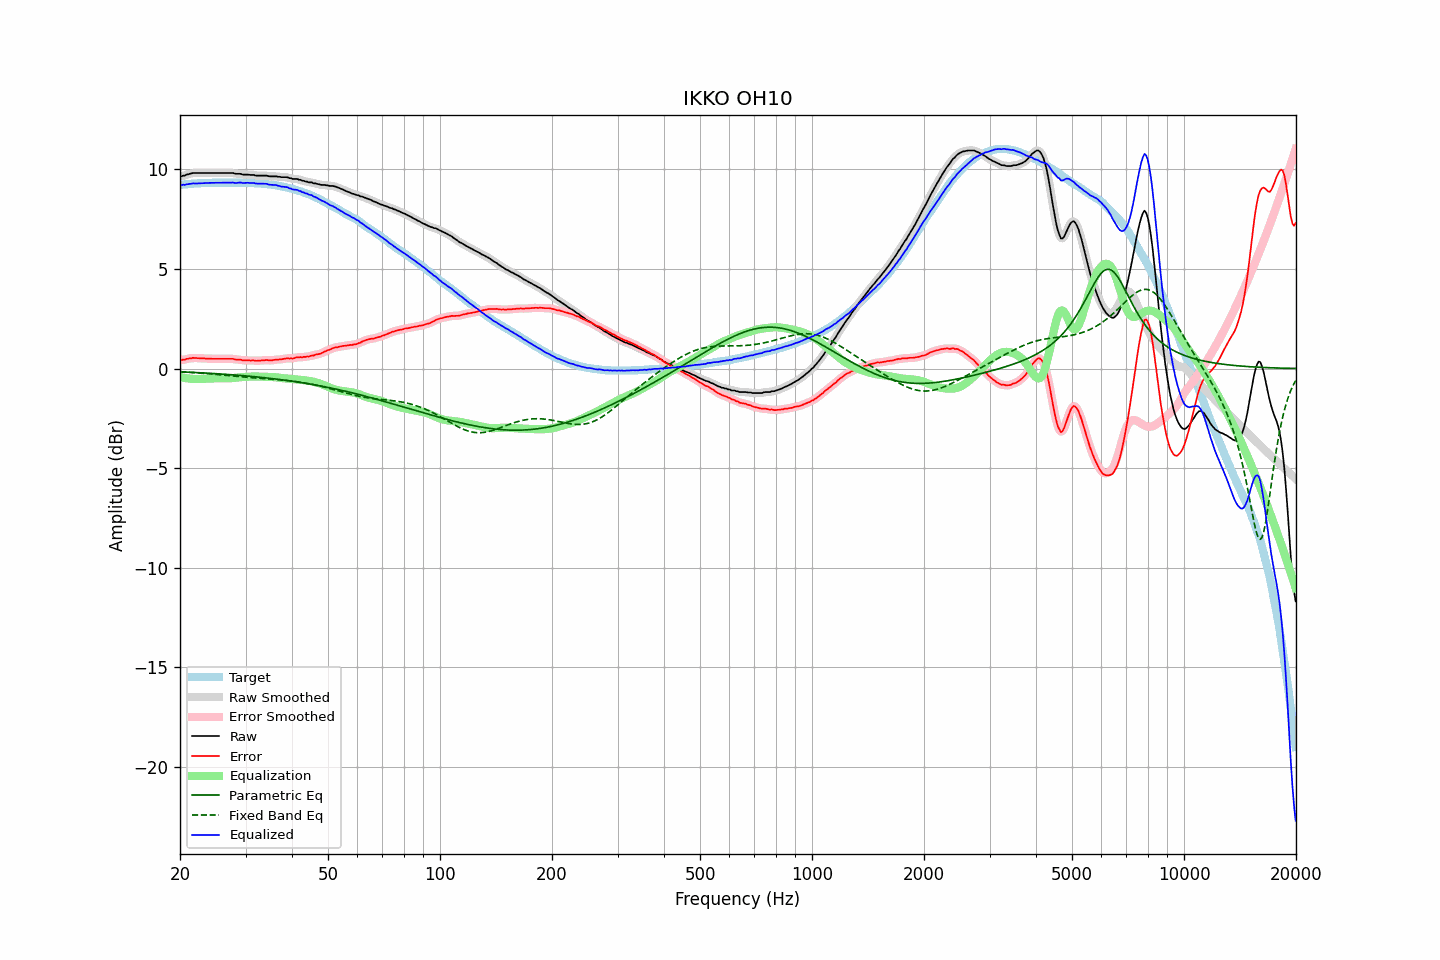 IKKO OH10
Amplitude (dBr)
10
5
0
−5
−10
−15
−20
Target
Raw Smoothed
Error Smoothed
Raw
Error
Equalization
Parametric Eq
Fixed Band Eq
Equalized
20 50 100 200 500 1000 2000 5000 10000 20000
Frequency (Hz)